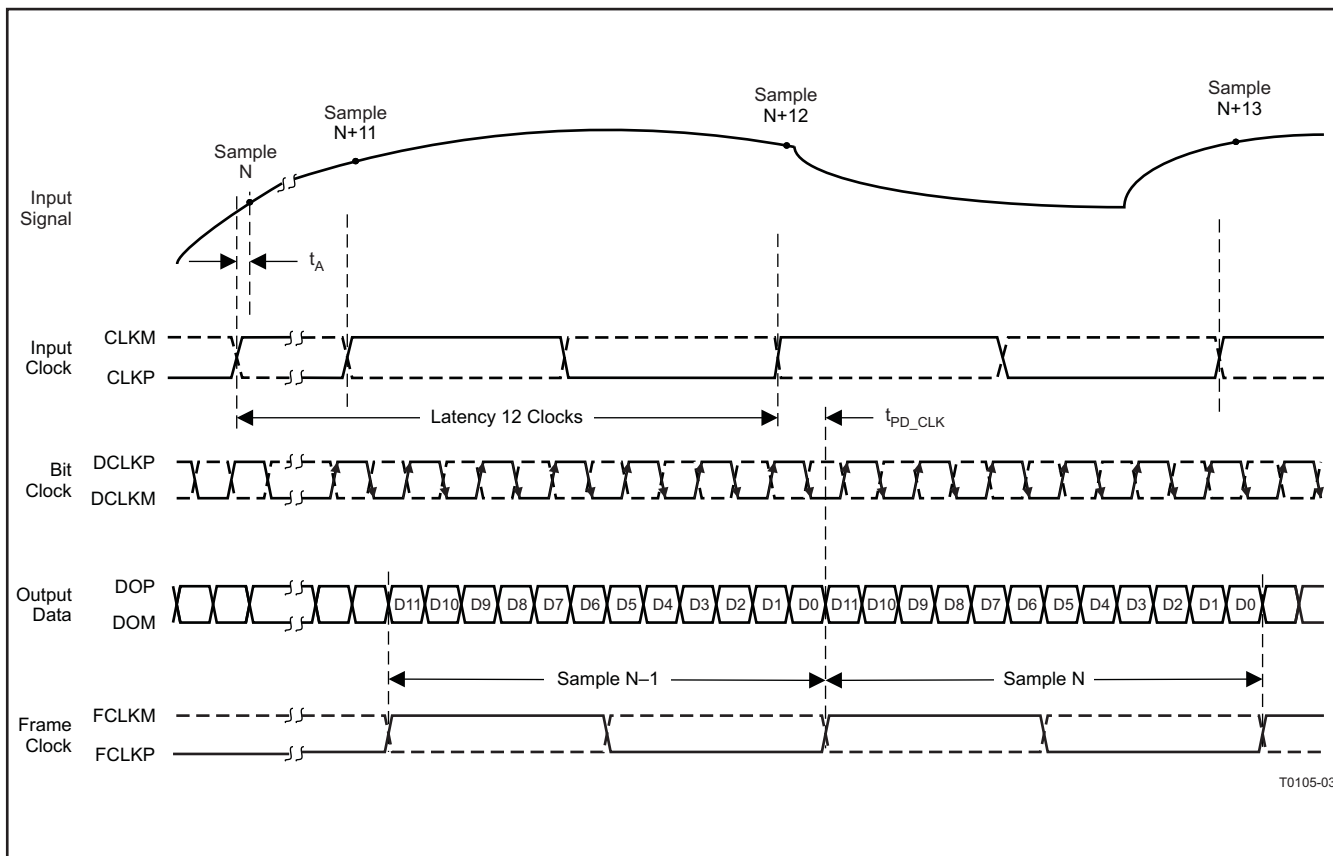 Sample
N
Sample
N+11
Sample
N+12
Sample
N+13
Input
Signal
t_A
Input
Clock
CLKM
CLKP
Latency 12 Clocks
t_PD_CLK
Bit
Clock
DCLKP
DCLKM
Output
Data
DOP
DOM
D11 D10 D9 D8 D7 D6 D5 D4 D3 D2 D1 D0 D11 D10 D9 D8 D7 D6 D5 D4 D3 D2 D1 D0
Sample N–1
Sample N
Frame
Clock
FCLKM
FCLKP
T0105-03